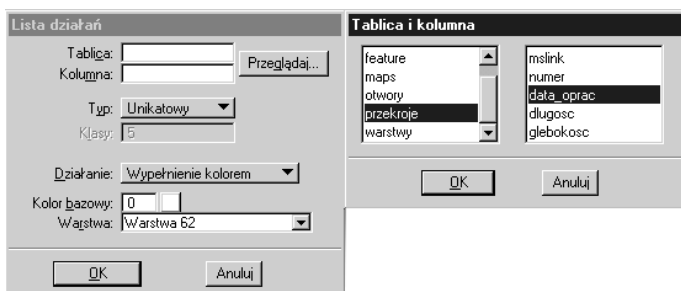 Lista działań
Tablica:
Kolumna:
Przeglądaj...
Typ: Unikatowy
Klasy: 5
Działanie: Wypełnienie kolorem
Kolor bazowy: 0
Warstwa: Warstwa 62
OK Anuluj
Tablica i kolumna
feature
maps
otwory
przekroje
warstwy
mslink
numer
data_oprac
dlugosc
glebokosc
OK Anuluj